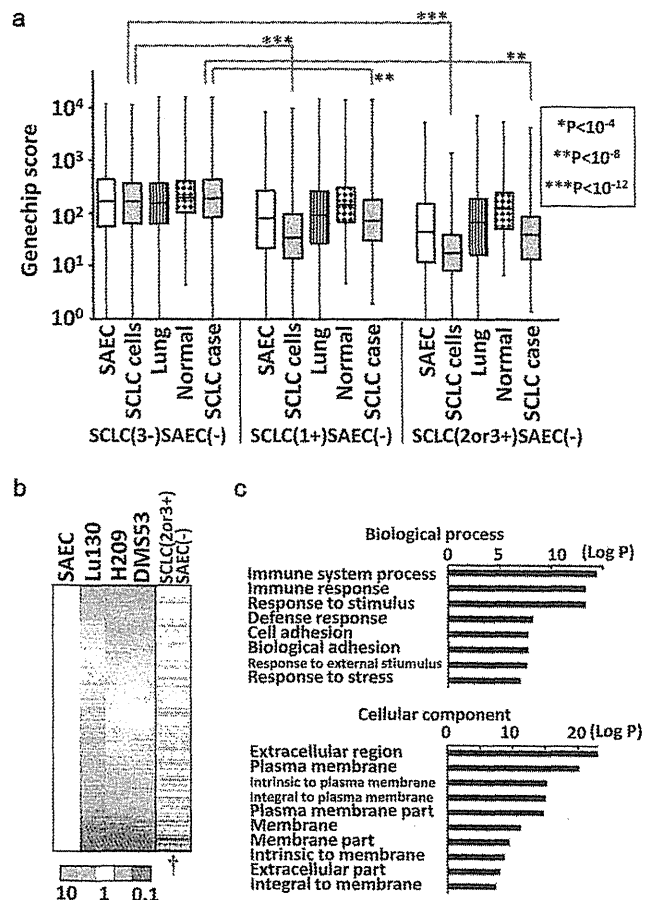 a
***
***
**
**
Genechip score
10⁴
10³
10²
10¹
10⁰
*P<10⁻⁴
**P<10⁻⁸
***P<10⁻¹²
SAEC
SCLC cells
Lung
Normal
SCLC case
SAEC
SCLC cells
Lung
Normal
SCLC case
SAEC
SCLC cells
Lung
Normal
SCLC case
SCLC(3-)SAEC(-)
SCLC(1+)SAEC(-)
SCLC(2or3+)SAEC(-)
b
SAEC
Lu130
H209
DMS53
SCLC(2or3+)
SAEC(-)
†
10 1 0.1
c
Biological process
0 5 10 (Log P)
Immune system process
Immune response
Response to stimulus
Defense response
Cell adhesion
Biological adhesion
Response to external stiumulus
Response to stress
Cellular component
0 10 20 (Log P)
Extracellular region
Plasma membrane
Intrinsic to plasma membrane
Integral to plasma membrane
Plasma membrane part
Membrane
Membrane part
Intrinsic to membrane
Extracellular part
Integral to membrane